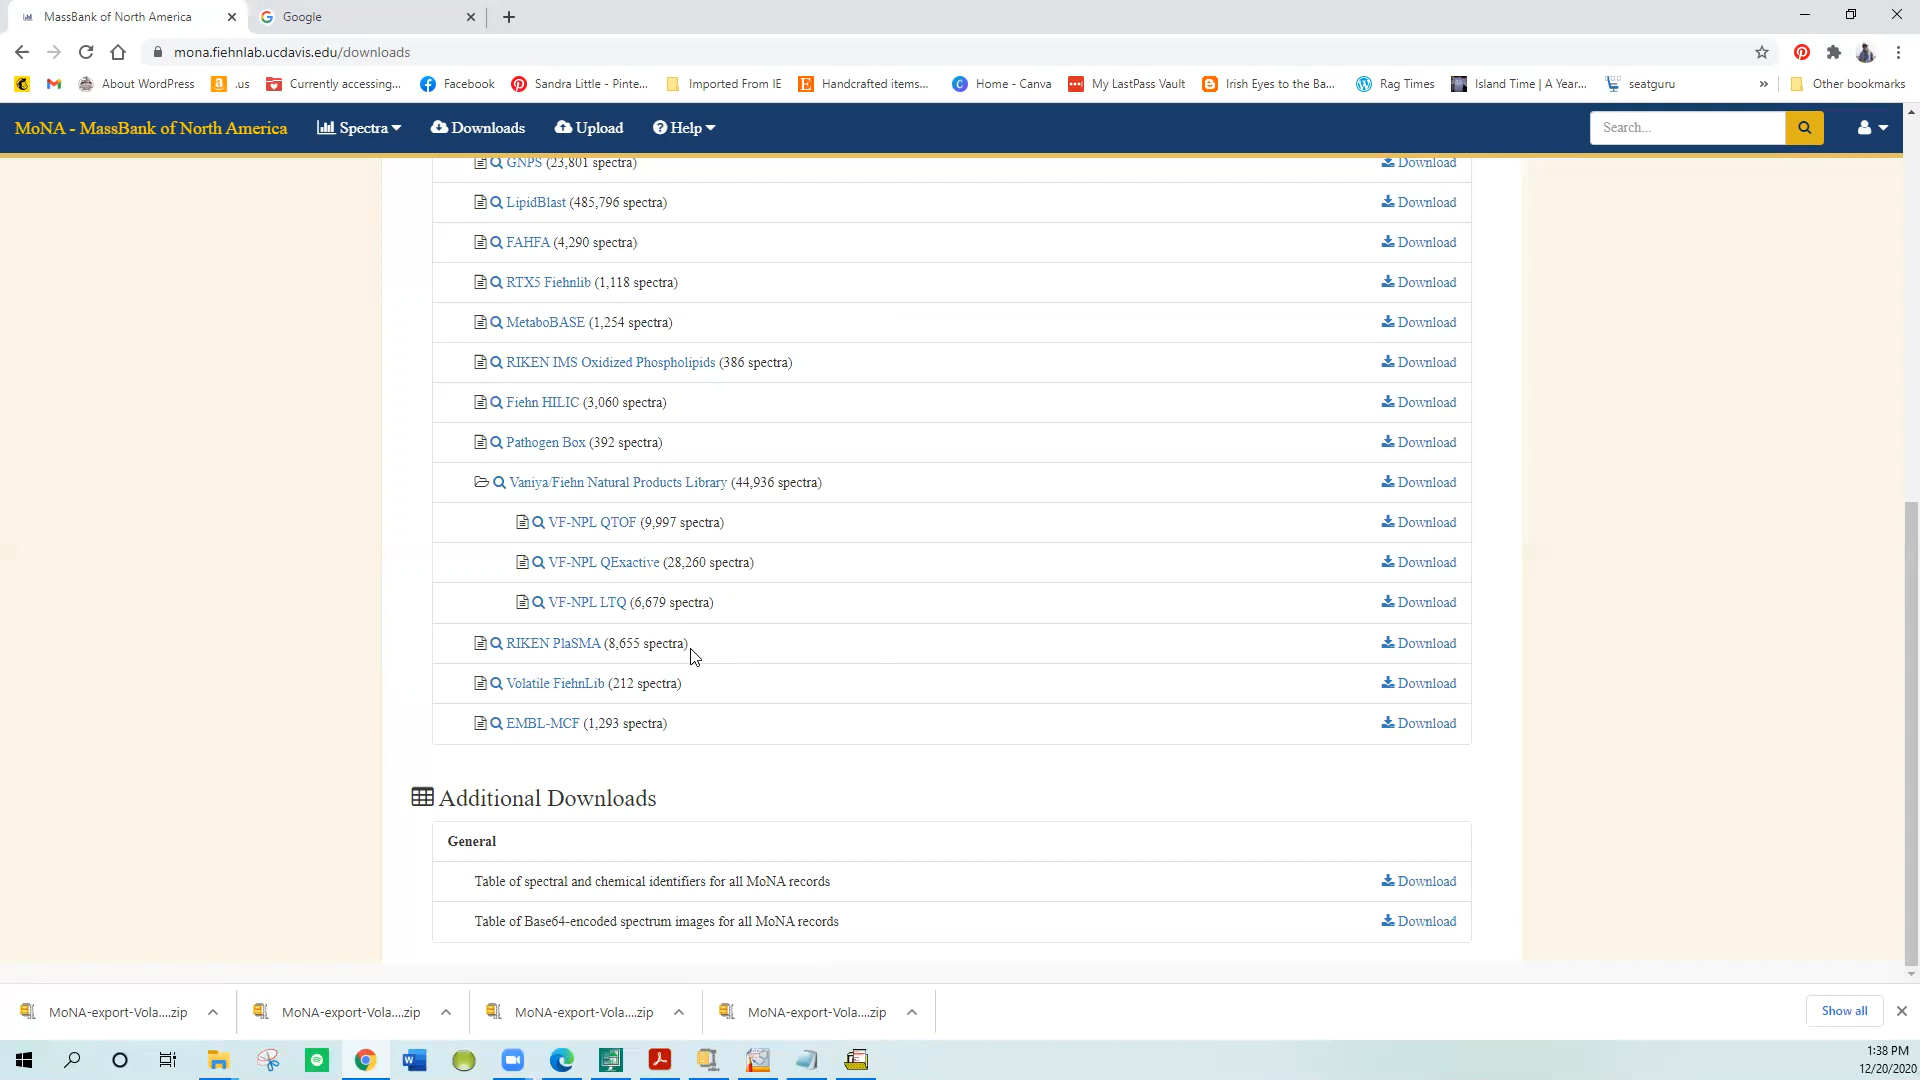 MassBank of North America
Google
mona.fiehnlab.ucdavis.edu/downloads
About WordPress
.us
Currently accessing...
Facebook
Sandra Little - Pinte...
Imported From IE
Handcrafted items...
Home - Canva
My LastPass Vault
Irish Eyes to the Ba...
Rag Times
Island Time | A Year...
seatguru
»
Other bookmarks
MoNA - MassBank of North America
Spectra
Downloads
Upload
Help
Search...
GNPS (23,801 spectra) Download
LipidBlast (485,796 spectra) Download
FAHFA (4,290 spectra) Download
RTX5 Fiehnlib (1,118 spectra) Download
MetaboBASE (1,254 spectra) Download
RIKEN IMS Oxidized Phospholipids (386 spectra) Download
Fiehn HILIC (3,060 spectra) Download
Pathogen Box (392 spectra) Download
Vaniya/Fiehn Natural Products Library (44,936 spectra) Download
VF-NPL QTOF (9,997 spectra) Download
VF-NPL QExactive (28,260 spectra) Download
VF-NPL LTQ (6,679 spectra) Download
RIKEN PlaSMA (8,655 spectra) Download
Volatile FiehnLib (212 spectra) Download
EMBL-MCF (1,293 spectra) Download
Additional Downloads
General
Table of spectral and chemical identifiers for all MoNA records Download
Table of Base64-encoded spectrum images for all MoNA records Download
MoNA-export-Vola....zip
MoNA-export-Vola....zip
MoNA-export-Vola....zip
MoNA-export-Vola....zip
Show all
1:38 PM
12/20/2020